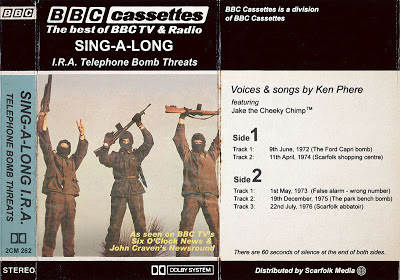 SING-A-LONG I.R.A.
TELEPHONE BOMB THREATS
2CM 262
STEREO
BBC cassettes
The best of BBC TV & Radio
SING-A-LONG
I.R.A. Telephone Bomb Threats
As seen on BBC TV's
Six O'Clock News &
John Craven's Newsround
DOLBY SYSTEM
BBC Cassettes is a division
of BBC Cassettes
Voices & songs by Ken Phere
featuring
Jake the Cheeky Chimp™
Side 1
Track 1: 9th June, 1972 (The Ford Capri bomb)
Track 2: 11th April, 1974 (Scarfolk shopping centre)
Side 2
Track 1: 1st May, 1973 (False alarm - wrong number)
Track 2: 19th December, 1975 (The park bench bomb)
Track 3: 22nd July, 1976 (Scarfolk abbatoir)
There are 60 seconds of silence at the end of both sides.
Distributed by Scarfolk Media